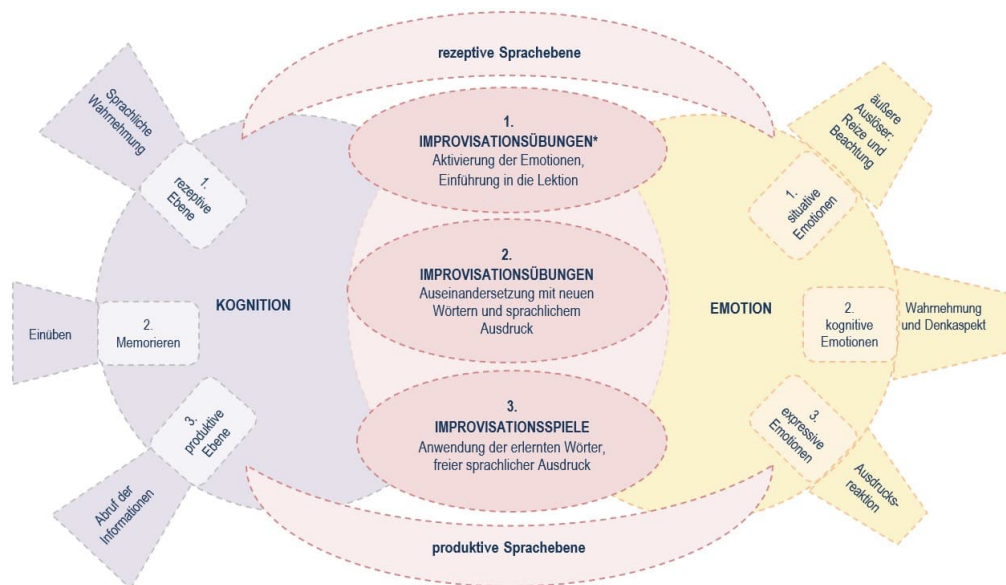 rezeptive Sprachebene
Sprachliche
Wahrnehmung
1.
rezeptive
Ebene
KOGNITION
2.
Memorieren
Einüben
3.
produktive
Ebene
Abruf der
Informationen
1.
IMPROVISATIONSÜBUNGEN*
Aktivierung der Emotionen,
Einführung in die Lektion
2.
IMPROVISATIONSÜBUNGEN
Auseinandersetzung mit neuen
Wörtern und sprachlichem
Ausdruck
3.
IMPROVISATIONSSPIELE
Anwendung der erlernten Wörter,
freier sprachlicher Ausdruck
äußere
Auslöser:
Reize und
Beachtung
1.
situative
Emotionen
EMOTION
2.
kognitive
Emotionen
Wahrnehmung
und Denkaspekt
3.
expressive
Emotionen
Ausdrucks-
reaktion
produktive Sprachebene